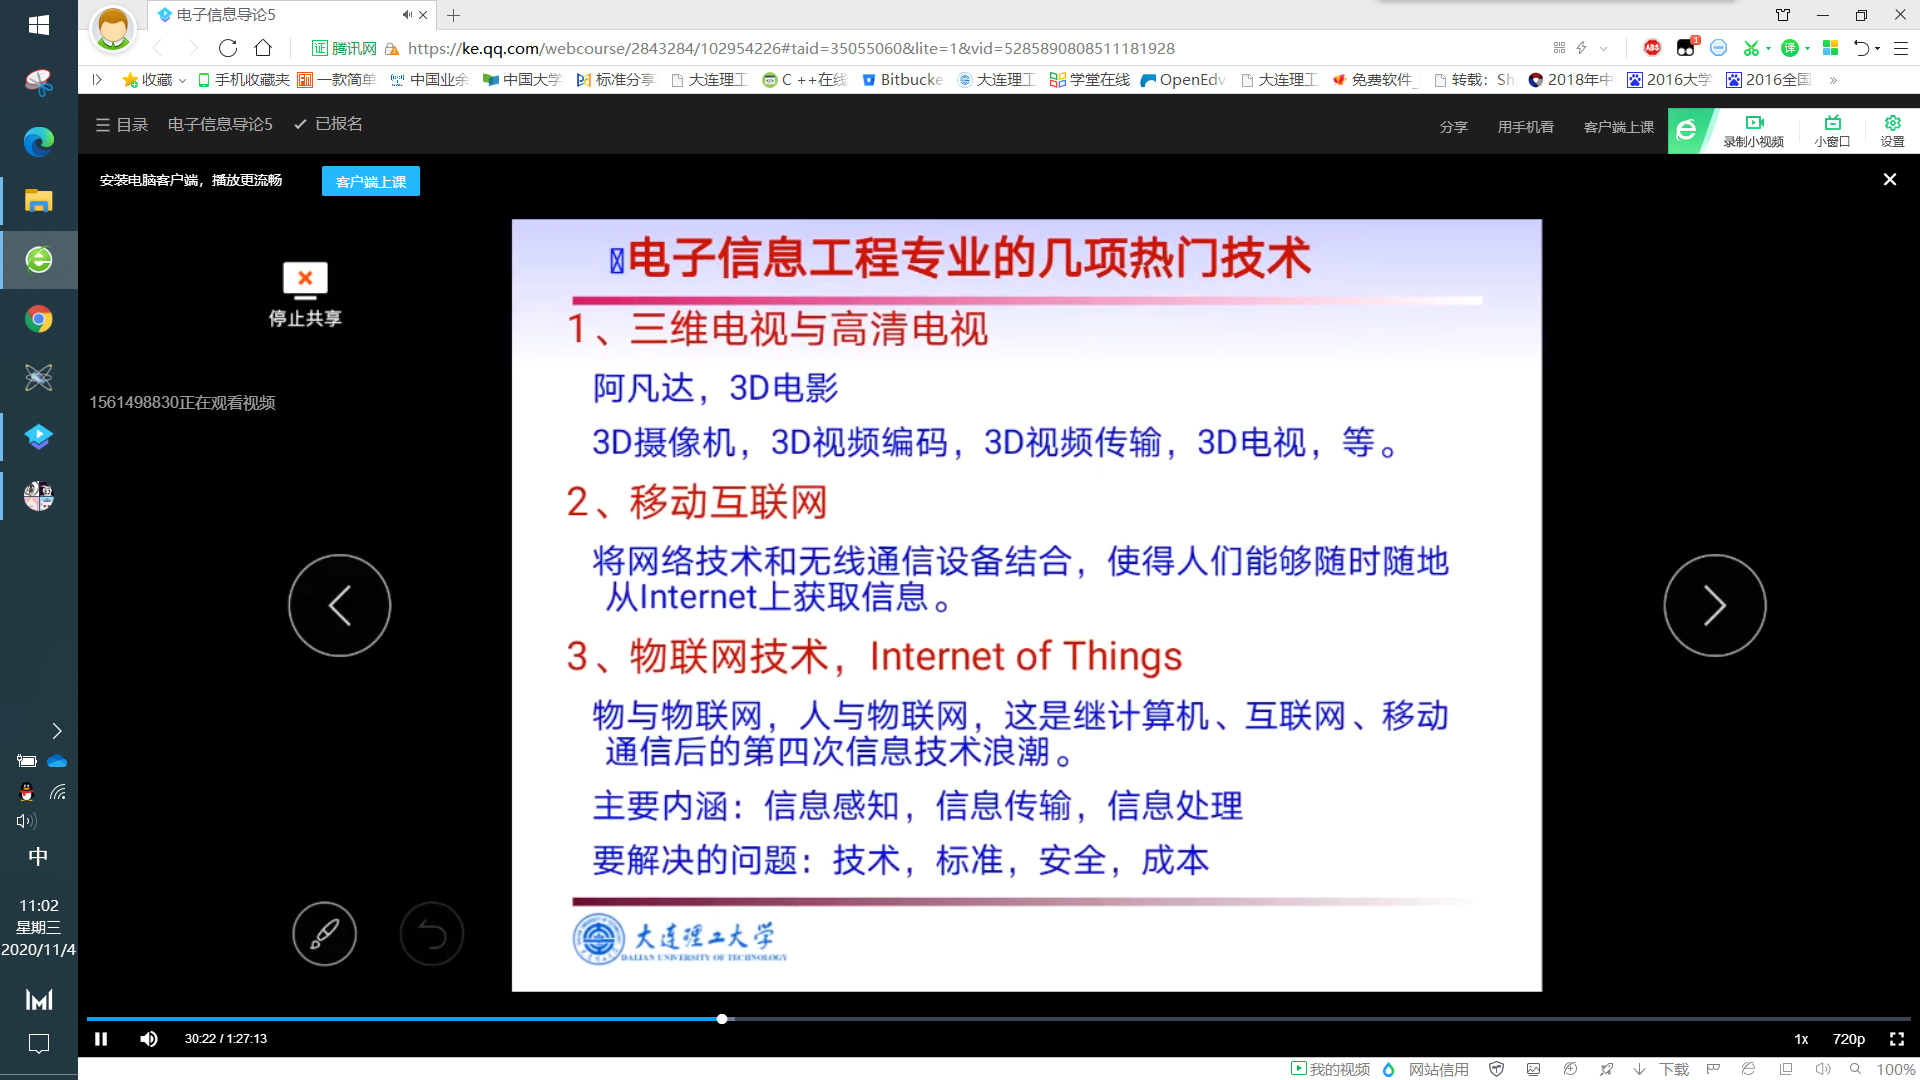 电子信息导论5
证 腾讯网 https://ke.qq.com/webcourse/2843284/102954226#taid=35055060&lite=1&vid=5285890808511181928
ABS
1
译
收藏 手机收藏夹 一款简单 中国业余 中国大学 标准分享 大连理工 C ++在线 Bitbucke 大连理工 学堂在线 OpenEdv 大连理工 免费软件_ 转载：Sh 2018年中 2016大学 2016全国 »
目录 电子信息导论5 已报名
分享 用手机看 客户端上课 录制小视频 小窗口 设置
安装电脑客户端，播放更流畅 客户端上课
停止共享
1561498830正在观看视频
电子信息工程专业的几项热门技术
1、三维电视与高清电视
阿凡达，3D电影
3D摄像机，3D视频编码，3D视频传输，3D电视，等。
2、移动互联网
将网络技术和无线通信设备结合，使得人们能够随时随地
从Internet上获取信息。
3、物联网技术，Internet of Things
物与物联网，人与物联网，这是继计算机、互联网、移动
通信后的第四次信息技术浪潮。
主要内涵：信息感知，信息传输，信息处理
要解决的问题：技术，标准，安全，成本
大连理工大学
DALIAN UNIVERSITY OF TECHNOLOGY
中
11:02
星期三
2020/11/4
30:22 / 1:27:13
1x 720p
我的视频 网站信用 下载 100%